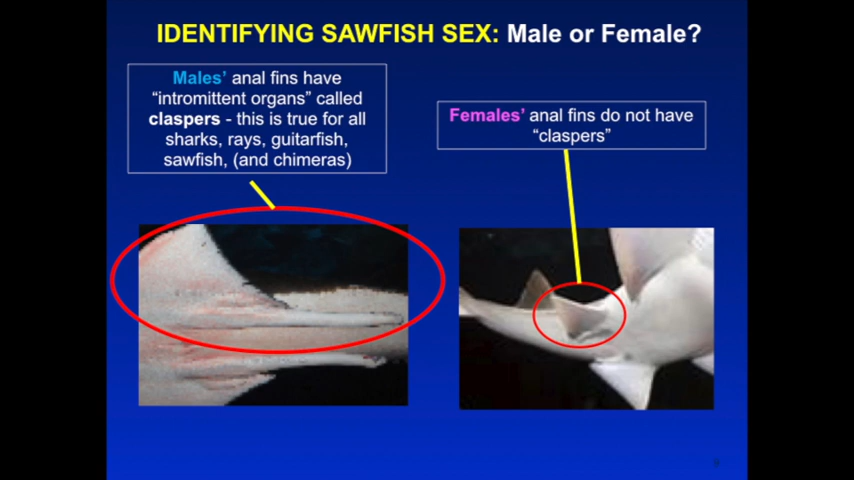 IDENTIFYING SAWFISH SEX: Male or Female?
Males’ anal fins have
“intromittent organs” called
claspers - this is true for all
sharks, rays, guitarfish,
sawfish, (and chimeras)
Females’ anal fins do not have
“claspers”